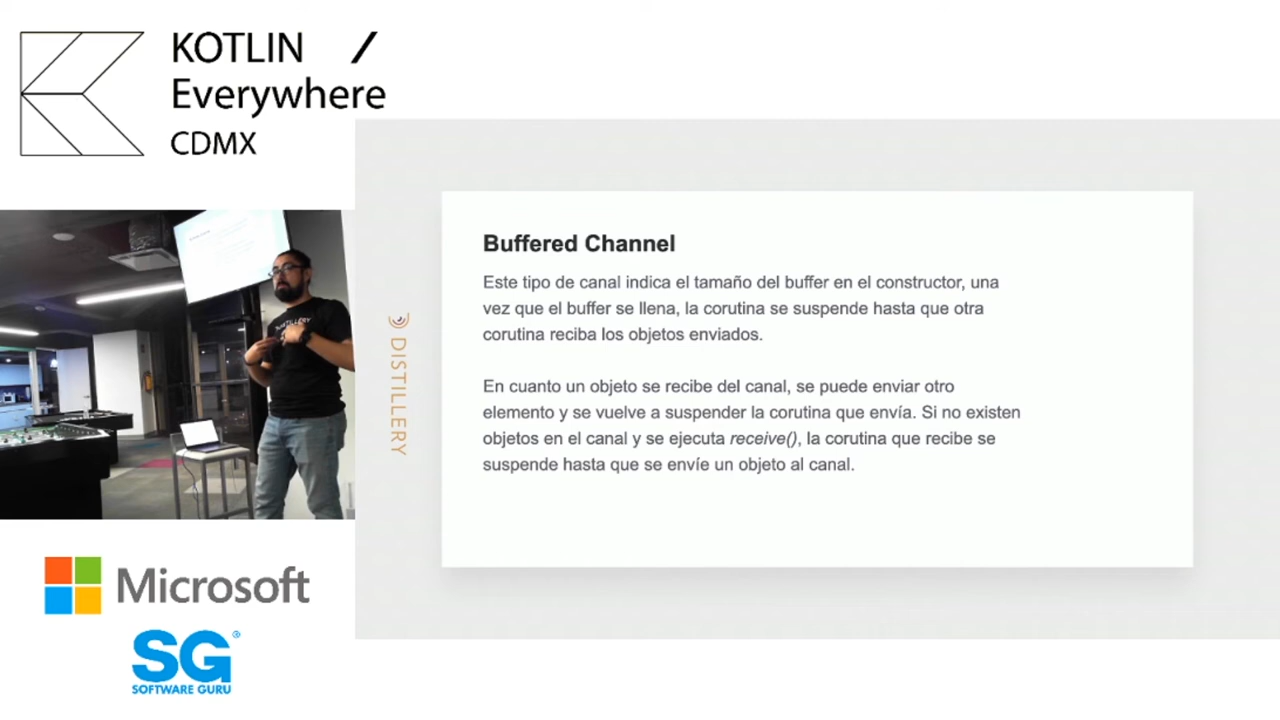 KOTLIN /
Everywhere
CDMX
Buffered Channel
Este tipo de canal indica el tamaño del buffer en el constructor, una
vez que el buffer se llena, la corutina se suspende hasta que otra
corutina reciba los objetos enviados.
En cuanto un objeto se recibe del canal, se puede enviar otro
elemento y se vuelve a suspender la corutina que envía. Si no existen
objetos en el canal y se ejecuta receive(), la corutina que recibe se
suspende hasta que se envíe un objeto al canal.
DISTILLERY
DISTILLERY
Microsoft
SG®
SOFTWARE GURU